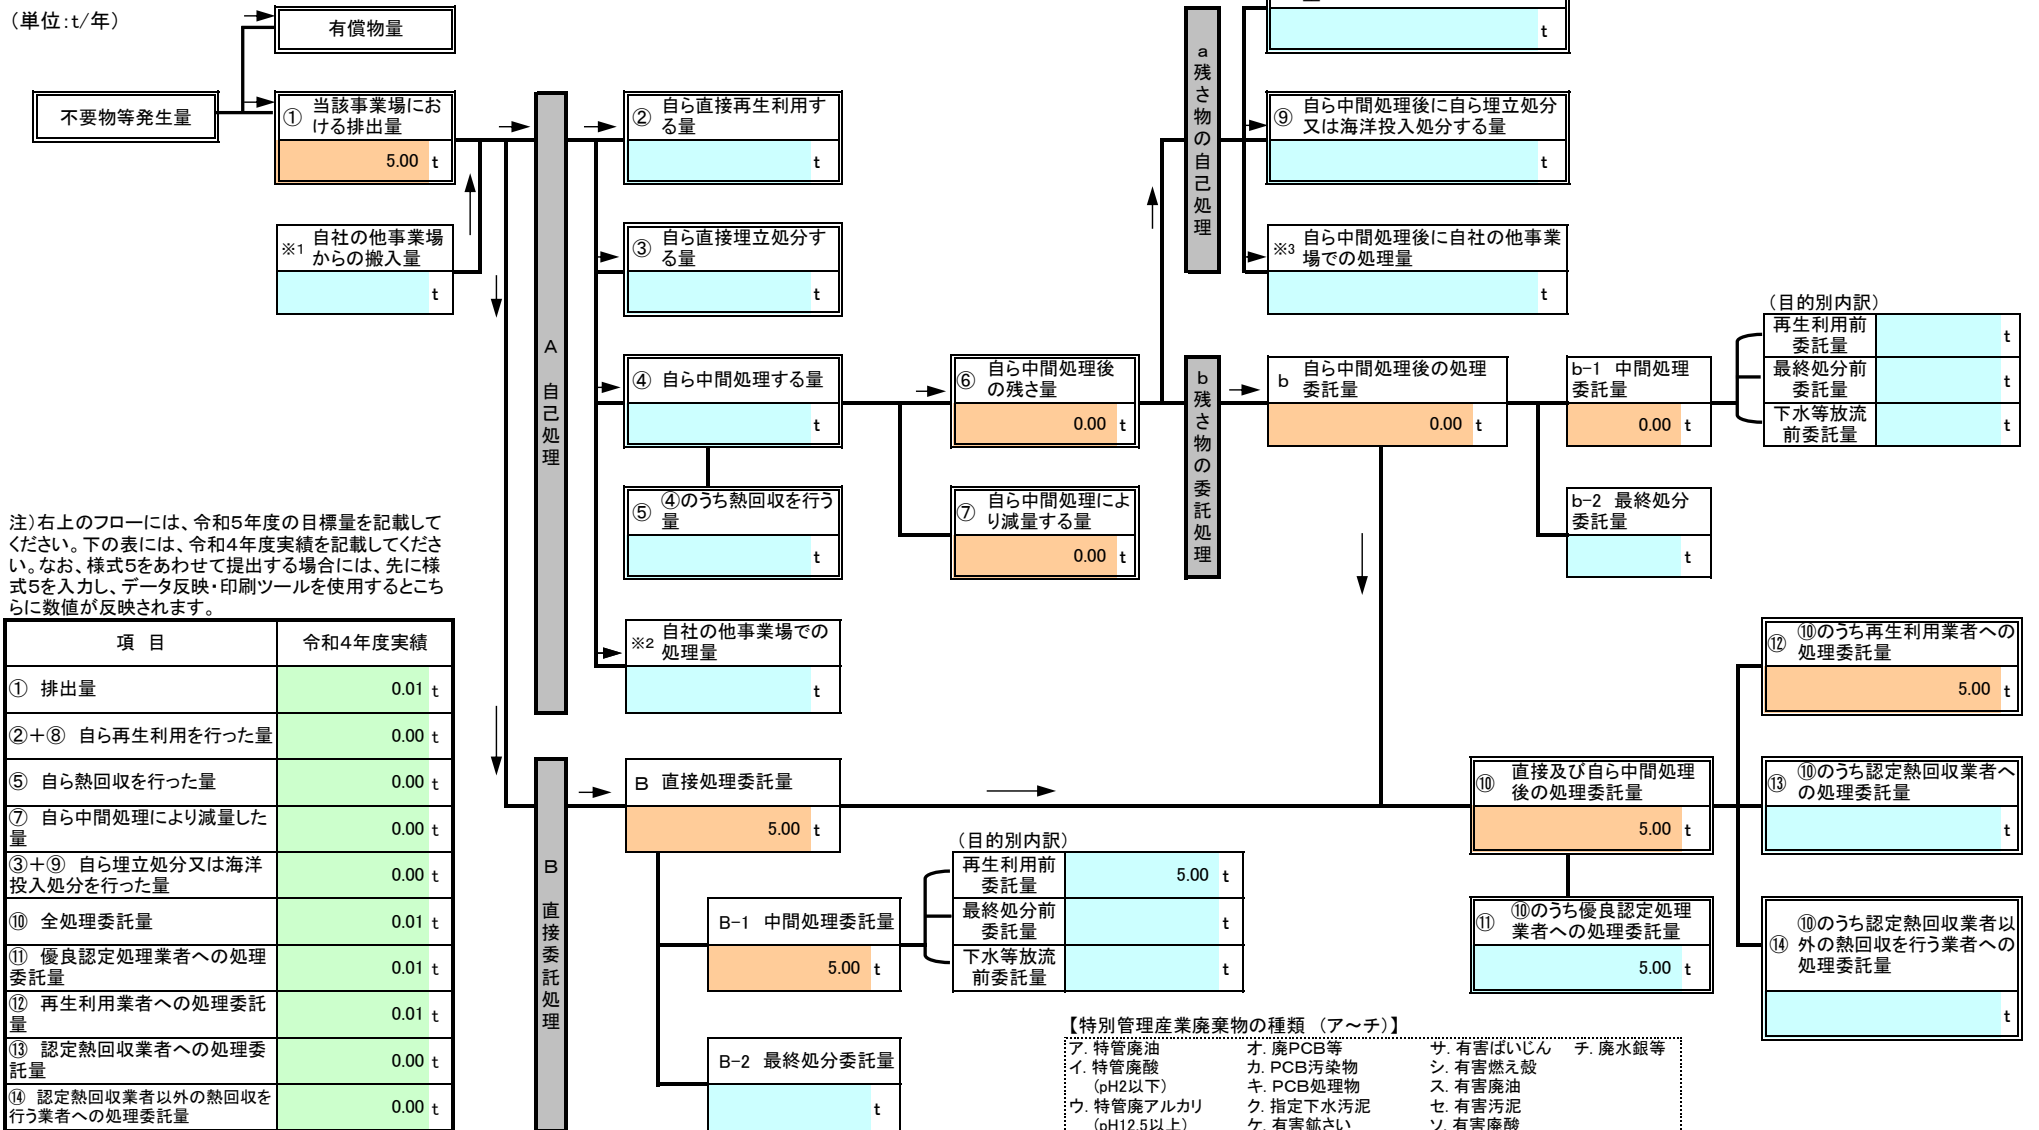 （単位：t/年）
有償物量
不要物等発生量
① 当該事業場にお
ける排出量
5.00 t
※1 自社の他事業場
からの搬入量
t
A 自己処理
② 自ら直接再生利用す
る量
t
③ 自ら直接埋立処分す
る量
t
④ 自ら中間処理する量
t
⑤ ④のうち熱回収を行う
量
t
※2 自社の他事業場での
処理量
t
⑥ 自ら中間処理後
の残さ量
0.00 t
⑦ 自ら中間処理によ
り減量する量
0.00 t
a 残さ物の自己処理
t
⑨ 自ら中間処理後に自ら埋立処分
又は海洋投入処分する量
t
※3 自ら中間処理後に自社の他事業
場での処理量
t
b 残さ物の委託処理
b 自ら中間処理後の処理
委託量
0.00 t
b-1 中間処理
委託量
0.00 t
b-2 最終処分
委託量
t
（目的別内訳）
再生利用前
委託量
t
最終処分前
委託量
t
下水等放流
前委託量
t
注）右上のフローには、令和5年度の目標量を記載して
ください。下の表には、令和4年度実績を記載してくださ
い。なお、様式5をあわせて提出する場合には、先に様
式5を入力し、データ反映・印刷ツールを使用するとこち
らに数値が反映されます。
項 目 令和4年度実績
① 排出量 0.01 t
②＋⑧ 自ら再生利用を行った量 0.00 t
⑤ 自ら熱回収を行った量 0.00 t
⑦ 自ら中間処理により減量した
量 0.00 t
③＋⑨ 自ら埋立処分又は海洋
投入処分を行った量 0.00 t
⑩ 全処理委託量 0.01 t
⑪ 優良認定処理業者への処理
委託量 0.01 t
⑫ 再生利用業者への処理委託
量 0.01 t
⑬ 認定熱回収業者への処理委
託量 0.00 t
⑭ 認定熱回収業者以外の熱回収を
行う業者への処理委託量 0.00 t
B 直接委託処理
B 直接処理委託量
5.00 t
B-1 中間処理委託量
5.00 t
B-2 最終処分委託量
t
（目的別内訳）
再生利用前
委託量
5.00 t
最終処分前
委託量
t
下水等放流
前委託量
t
⑩ 直接及び自ら中間処理
後の処理委託量
5.00 t
⑪ ⑩のうち優良認定処理
業者への処理委託量
5.00 t
⑫ ⑩のうち再生利用業者への
処理委託量
5.00 t
⑬ ⑩のうち認定熱回収業者へ
の処理委託量
t
⑭ ⑩のうち認定熱回収業者以
外の熱回収を行う業者への
処理委託量
t
【特別管理産業廃棄物の種類 （ア～チ）】
ア. 特管廃油 オ. 廃PCB等 サ. 有害ばいじん チ. 廃水銀等
イ. 特管廃酸 カ. PCB汚染物 シ. 有害燃え殻
（pH2以下） キ. PCB処理物 ス. 有害廃油
ウ. 特管廃アルカリ ク. 指定下水汚泥 セ. 有害汚泥
（pH12.5以上） ケ. 有害鉱さい ソ. 有害廃酸